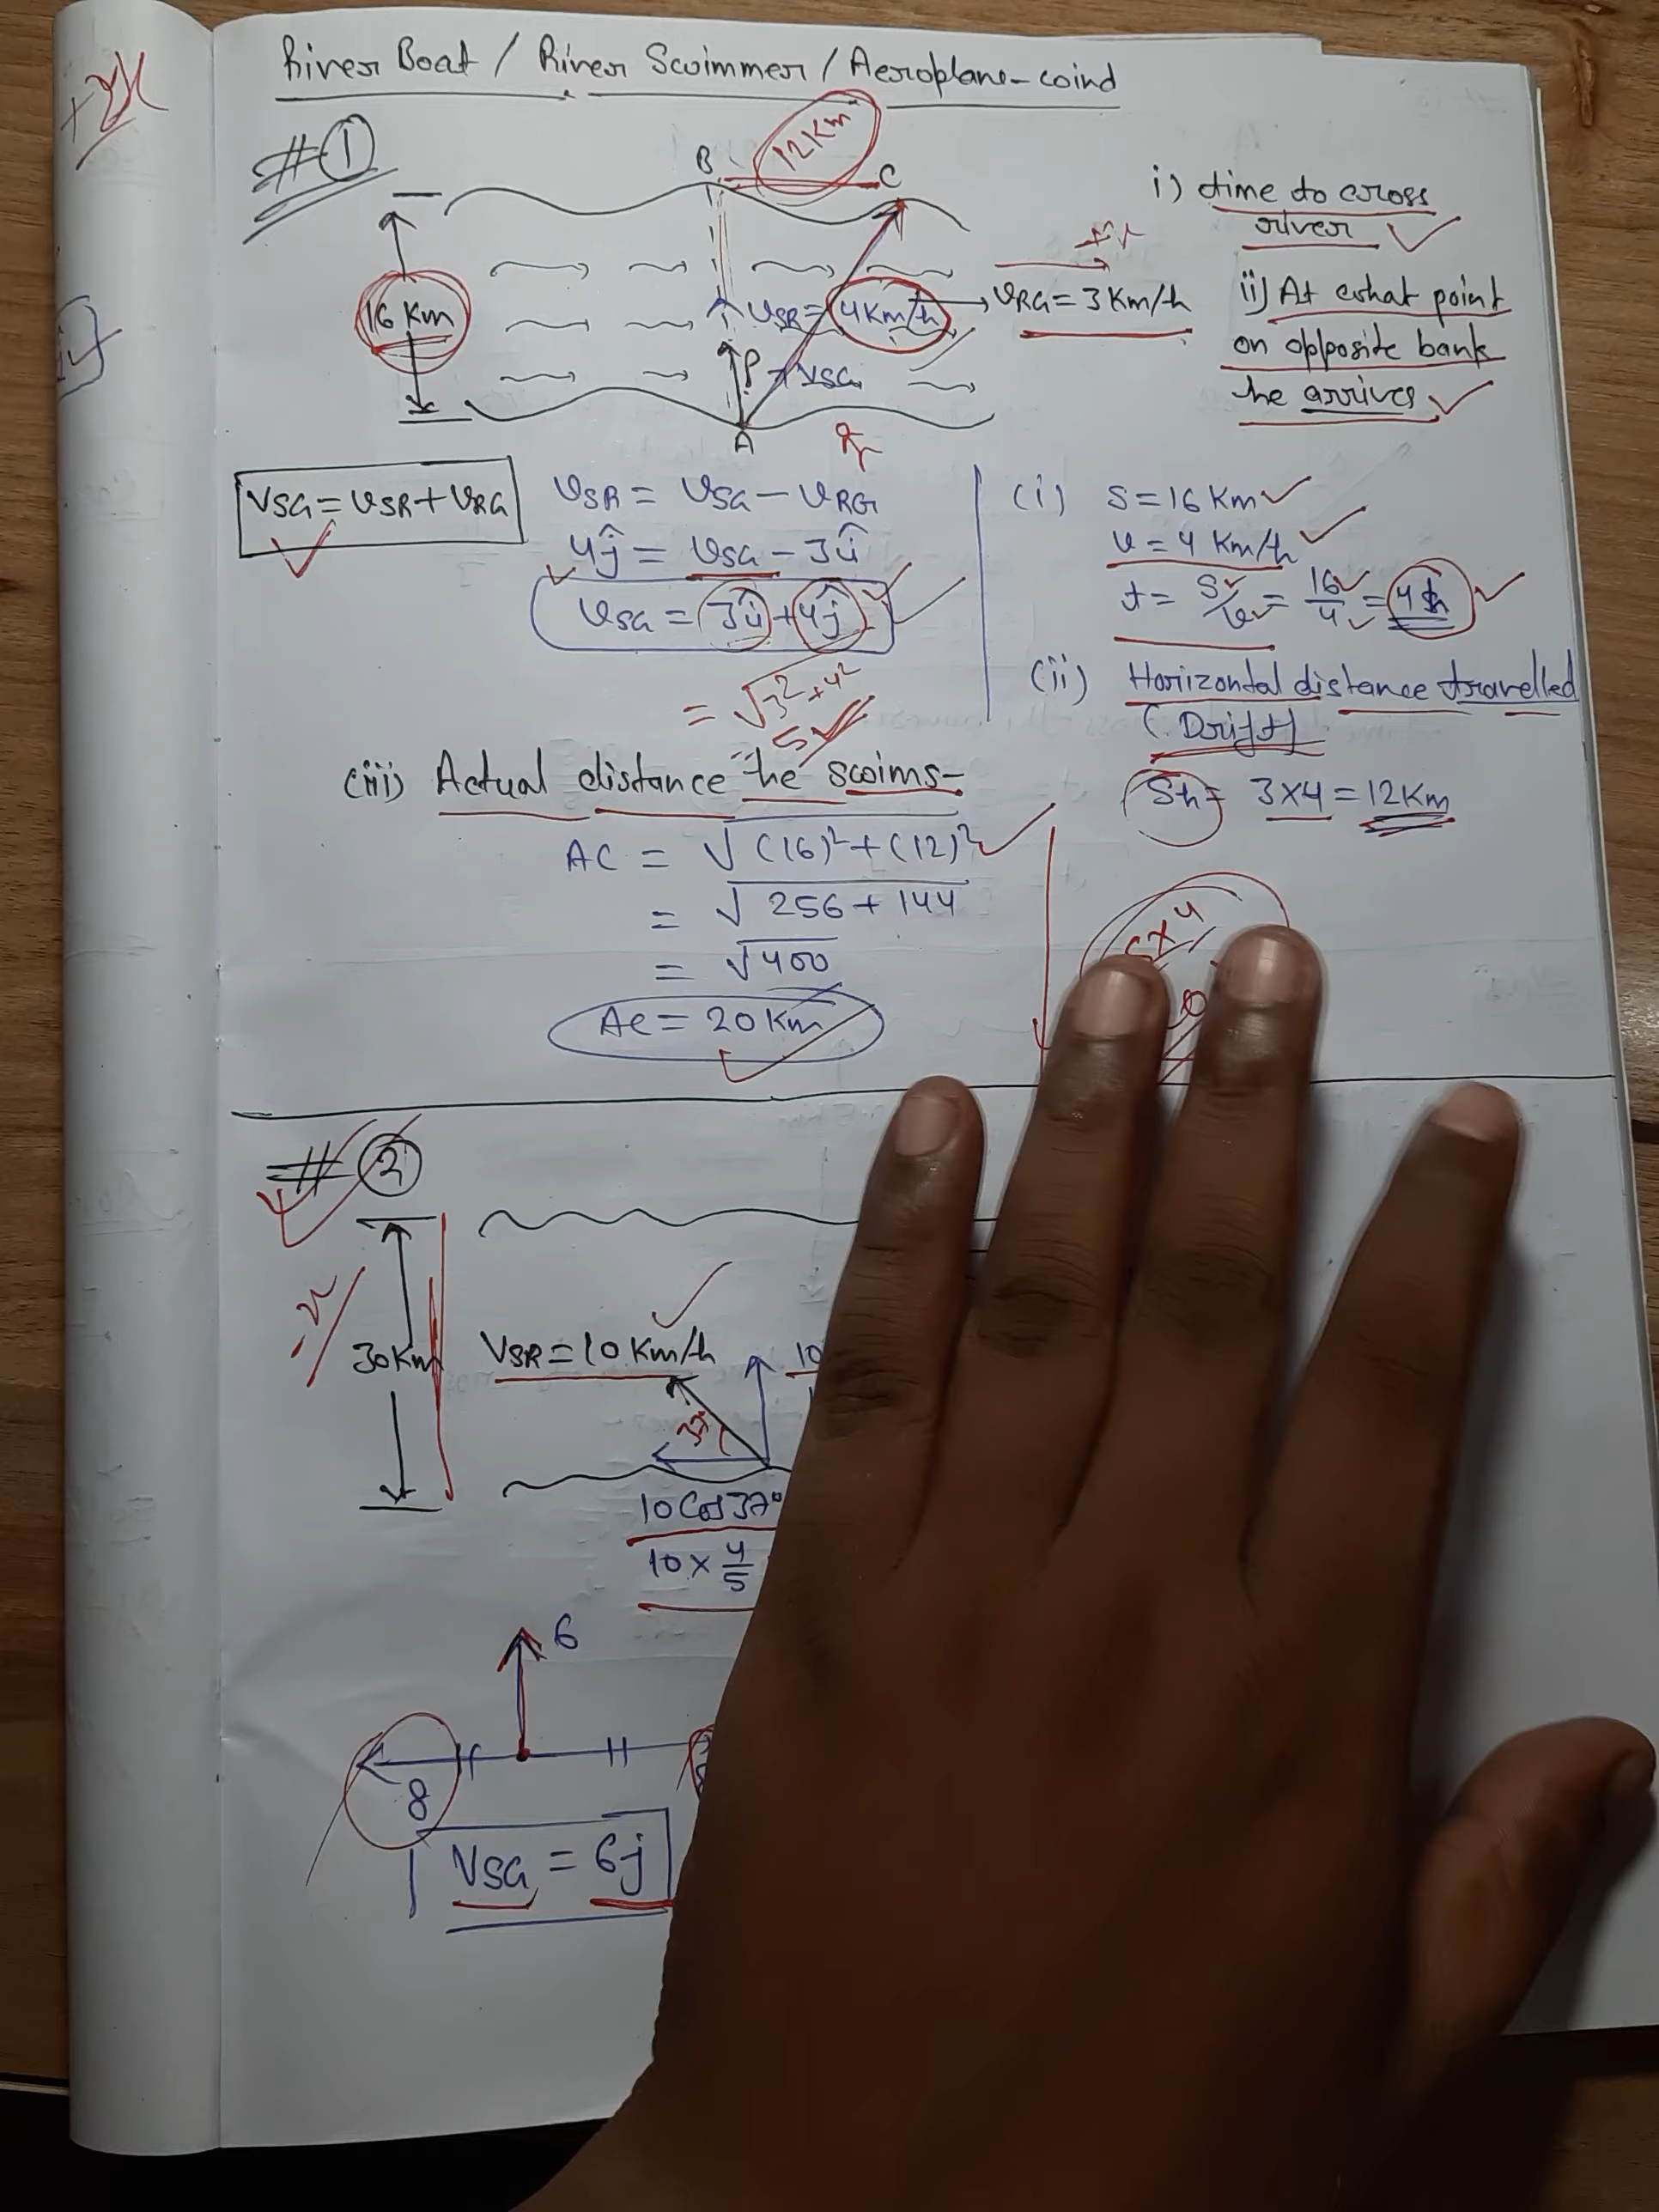 River Boat / River Swimmer / Aeroplane-wind
# 1
12 Km
B
C
i) time to cross
river
16 Km
VSR = 4 Km/h
VRG = 3 Km/h
ii) At what point
on opposite bank
he arrives
VSG
A
VSG = VSR + VRG
VSR = VSG - VRG
4ĵ = VSG - 3î
VSG = 3î + 4ĵ
= √3² + 4²
5
(i) S = 16 Km
v = 4 Km/h
t = S/v = 16/4 = 4h
(ii) Horizontal distance travelled
(Drift)
Sh = 3×4 = 12 Km
(iii) Actual distance he swims-
AC = √(16)² + (12)²
= √256 + 144
= √400
AC = 20 Km
# 2
30 Km
VSR = 10 Km/h
10
37°
10 Cos 37°
10 × 4/5
6
8
VSG = 6j